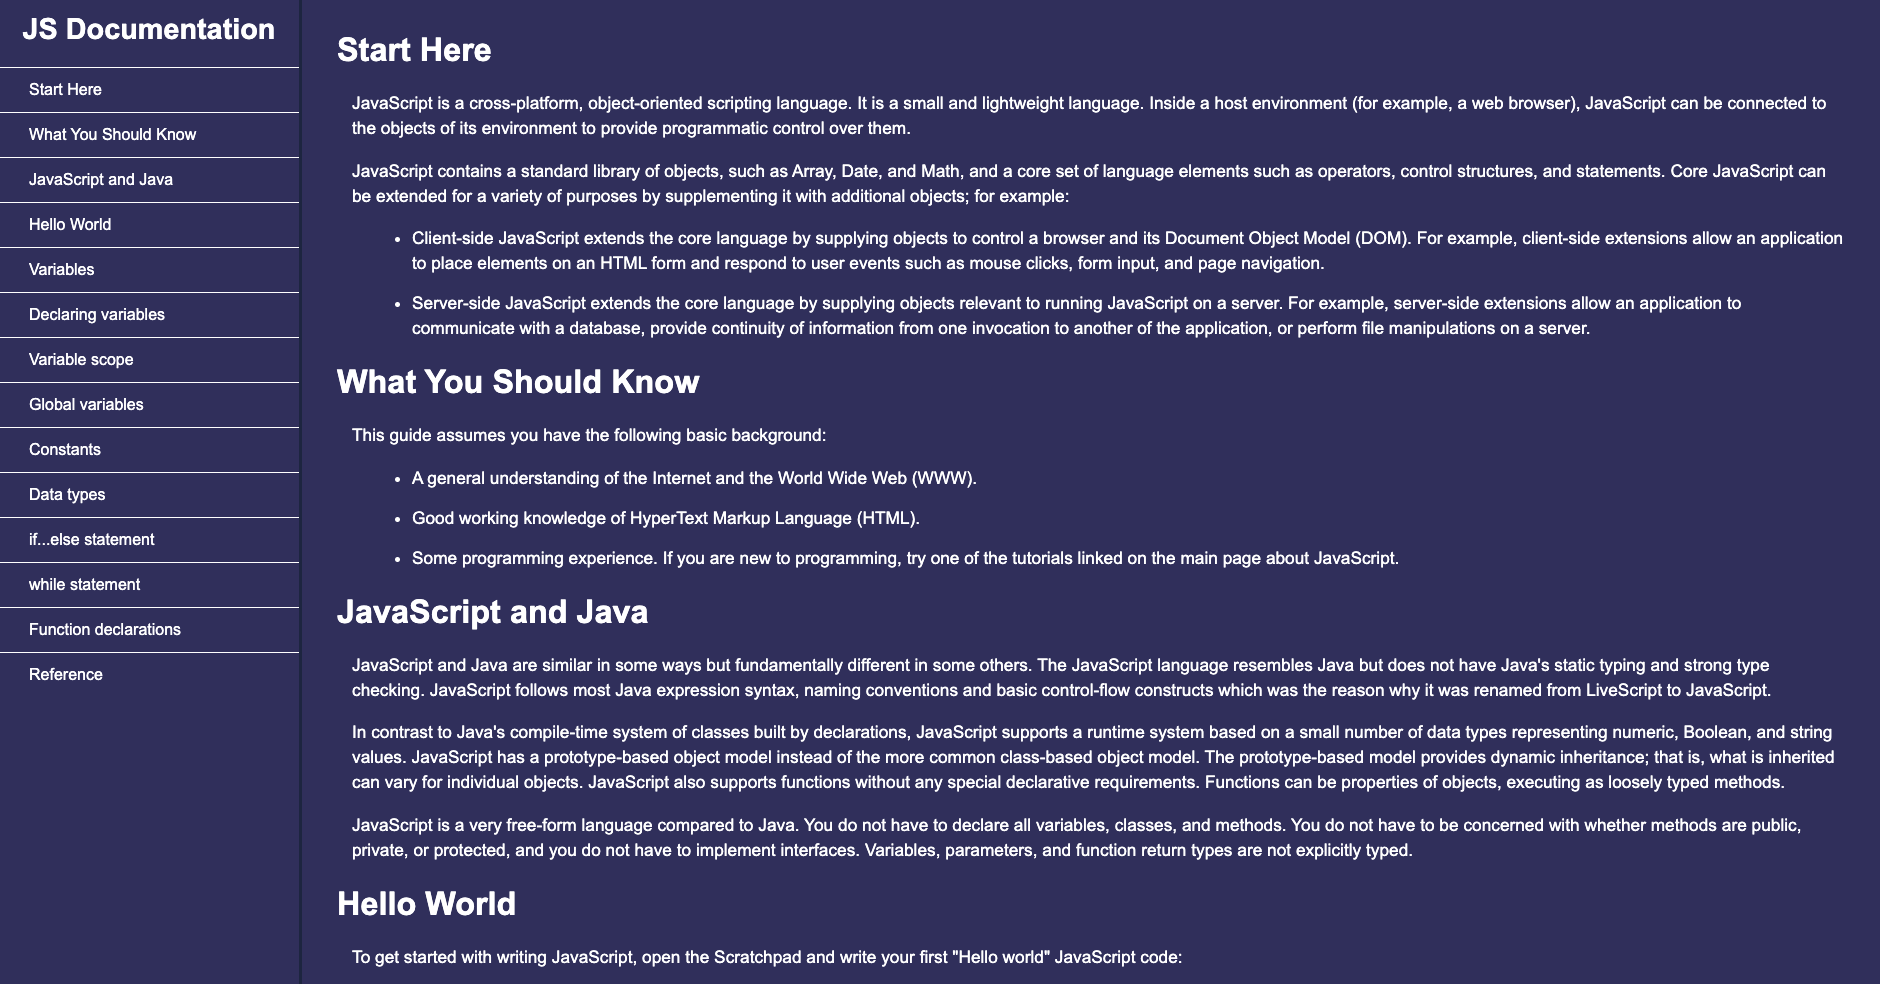 JS Documentation
Start Here
What You Should Know
JavaScript and Java
Hello World
Variables
Declaring variables
Variable scope
Global variables
Constants
Data types
if...else statement
while statement
Function declarations
Reference
Start Here
JavaScript is a cross-platform, object-oriented scripting language. It is a small and lightweight language. Inside a host environment (for example, a web browser), JavaScript can be connected to
the objects of its environment to provide programmatic control over them.
JavaScript contains a standard library of objects, such as Array, Date, and Math, and a core set of language elements such as operators, control structures, and statements. Core JavaScript can
be extended for a variety of purposes by supplementing it with additional objects; for example:
• Client-side JavaScript extends the core language by supplying objects to control a browser and its Document Object Model (DOM). For example, client-side extensions allow an application
to place elements on an HTML form and respond to user events such as mouse clicks, form input, and page navigation.
• Server-side JavaScript extends the core language by supplying objects relevant to running JavaScript on a server. For example, server-side extensions allow an application to
communicate with a database, provide continuity of information from one invocation to another of the application, or perform file manipulations on a server.
What You Should Know
This guide assumes you have the following basic background:
• A general understanding of the Internet and the World Wide Web (WWW).
• Good working knowledge of HyperText Markup Language (HTML).
• Some programming experience. If you are new to programming, try one of the tutorials linked on the main page about JavaScript.
JavaScript and Java
JavaScript and Java are similar in some ways but fundamentally different in some others. The JavaScript language resembles Java but does not have Java's static typing and strong type
checking. JavaScript follows most Java expression syntax, naming conventions and basic control-flow constructs which was the reason why it was renamed from LiveScript to JavaScript.
In contrast to Java's compile-time system of classes built by declarations, JavaScript supports a runtime system based on a small number of data types representing numeric, Boolean, and string
values. JavaScript has a prototype-based object model instead of the more common class-based object model. The prototype-based model provides dynamic inheritance; that is, what is inherited
can vary for individual objects. JavaScript also supports functions without any special declarative requirements. Functions can be properties of objects, executing as loosely typed methods.
JavaScript is a very free-form language compared to Java. You do not have to declare all variables, classes, and methods. You do not have to be concerned with whether methods are public,
private, or protected, and you do not have to implement interfaces. Variables, parameters, and function return types are not explicitly typed.
Hello World
To get started with writing JavaScript, open the Scratchpad and write your first "Hello world" JavaScript code: